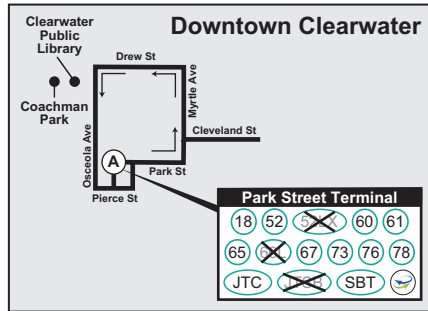 Downtown Clearwater
Clearwater
Public
Library
Drew St
Coachman
Park
Osceola Ave
Myrtle Ave
Cleveland St
A
Park St
Pierce St
Park Street Terminal
18 52 52LX 60 61
65 67 73 76 78
JTC SBT